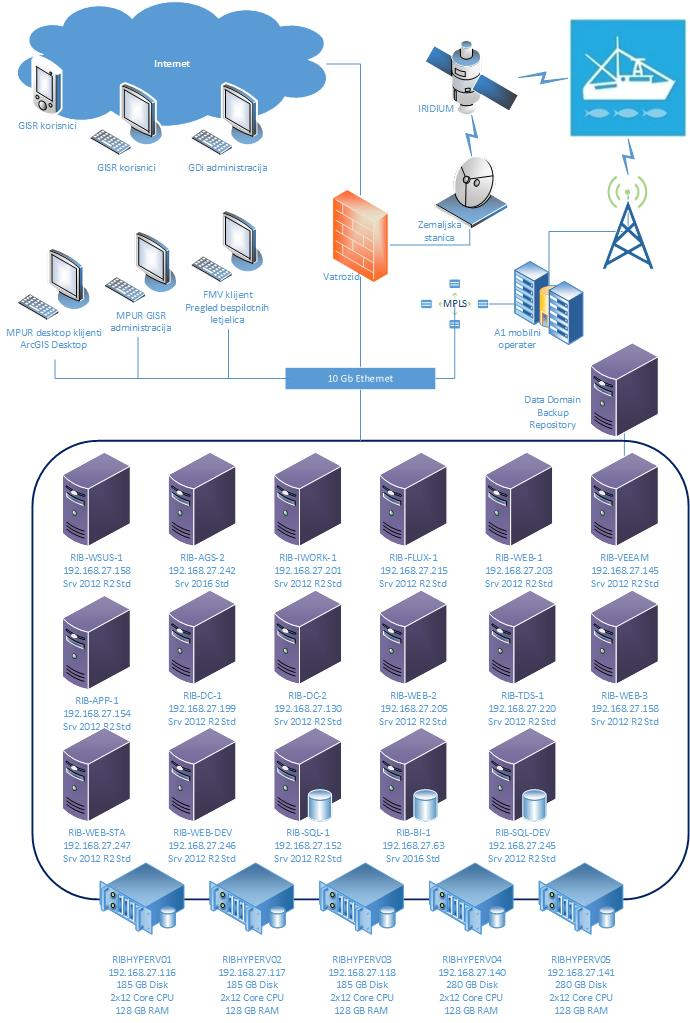 Internet
GISR korisnici
GISR korisnici
GDi administracija
IRIDIUM
Zemaljska
stanica
Vatrozid
MPUR desktop klijenti
ArcGIS Desktop
MPUR GISR
administracija
FMV klijent
Pregled bespilotnih
letjelica
MPLS
A1 mobilni
operater
10 Gb Ethernet
Data Domain
Backup
Repository
RIB-WSUS-1
192.168.27.158
Srv 2012 R2 Std
RIB-AGS-2
192.168.27.242
Srv 2016 Std
RIB-IWORK-1
192.168.27.201
Srv 2012 R2 Std
RIB-FLUX-1
192.168.27.215
Srv 2012 R2 Std
RIB-WEB-1
192.168.27.203
Srv 2012 R2 Std
RIB-VEEAM
192.168.27.145
Srv 2012 R2 Std
RIB-APP-1
192.168.27.154
Srv 2012 R2 Std
RIB-DC-1
192.168.27.199
Srv 2012 R2 Std
RIB-DC-2
192.168.27.130
Srv 2012 R2 Std
RIB-WEB-2
192.168.27.205
Srv 2012 R2 Std
RIB-TDS-1
192.168.27.220
Srv 2012 R2 Std
RIB-WEB-3
192.168.27.158
Srv 2012 R2 Std
RIB-WEB-STA
192.168.27.247
Srv 2012 R2 Std
RIB-WEB-DEV
192.168.27.246
Srv 2012 R2 Std
RIB-SQL-1
192.168.27.152
Srv 2012 R2 Std
RIB-BI-1
192.168.27.63
Srv 2016 Std
RIB-SQL-DEV
192.168.27.245
Srv 2012 R2 Std
RIBHYPERV01
192.168.27.116
185 GB Disk
2x12 Core CPU
128 GB RAM
RIBHYPERV02
192.168.27.117
185 GB Disk
2x12 Core CPU
128 GB RAM
RIBHYPERV03
192.168.27.118
185 GB Disk
2x12 Core CPU
128 GB RAM
RIBHYPERV04
192.168.27.140
280 GB Disk
2x12 Core CPU
128 GB RAM
RIBHYPERV05
192.168.27.141
280 GB Disk
2x12 Core CPU
128 GB RAM